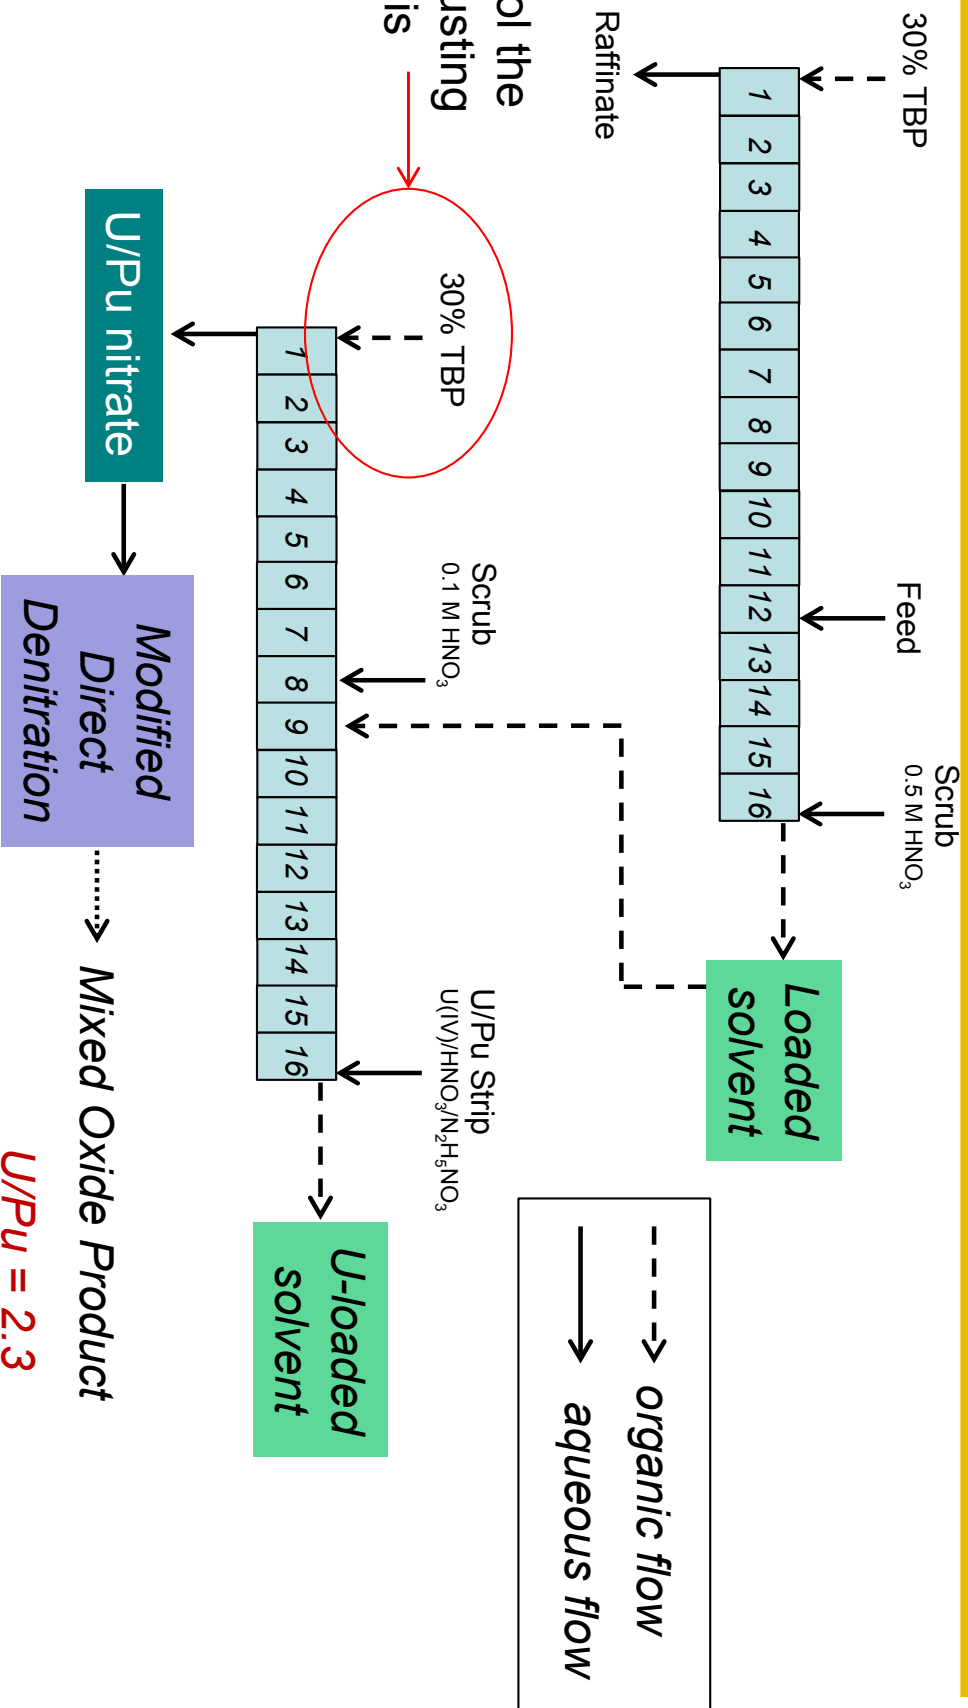 30% TBP
Feed
Scrub
0.5 M HNO₃
1 2 3 4 5 6 7 8 9 10 11 12 13 14 15 16
Raffinate
Loaded
solvent
organic flow
aqueous flow
ol the
usting
is
30% TBP
Scrub
0.1 M HNO₃
U/Pu Strip
U(IV)/HNO₃/N₂H₅NO₃
1 2 3 4 5 6 7 8 9 10 11 12 13 14 15 16
U-loaded
solvent
U/Pu nitrate
Modified
Direct
Denitration
Mixed Oxide Product
U/Pu = 2.3